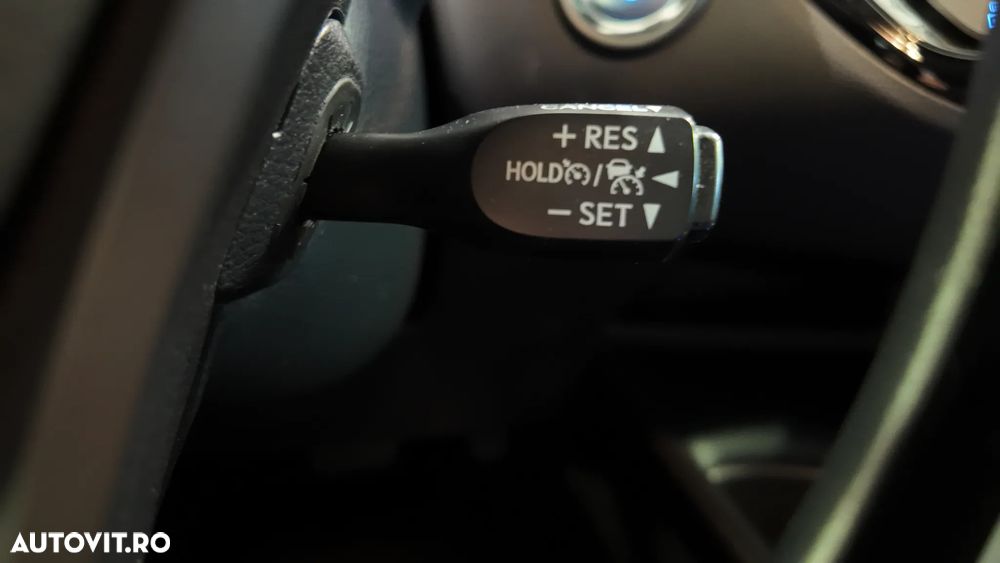 CANCEL
+ RES ▲
HOLD / ◄
− SET ▼
AUTOVIT.RO